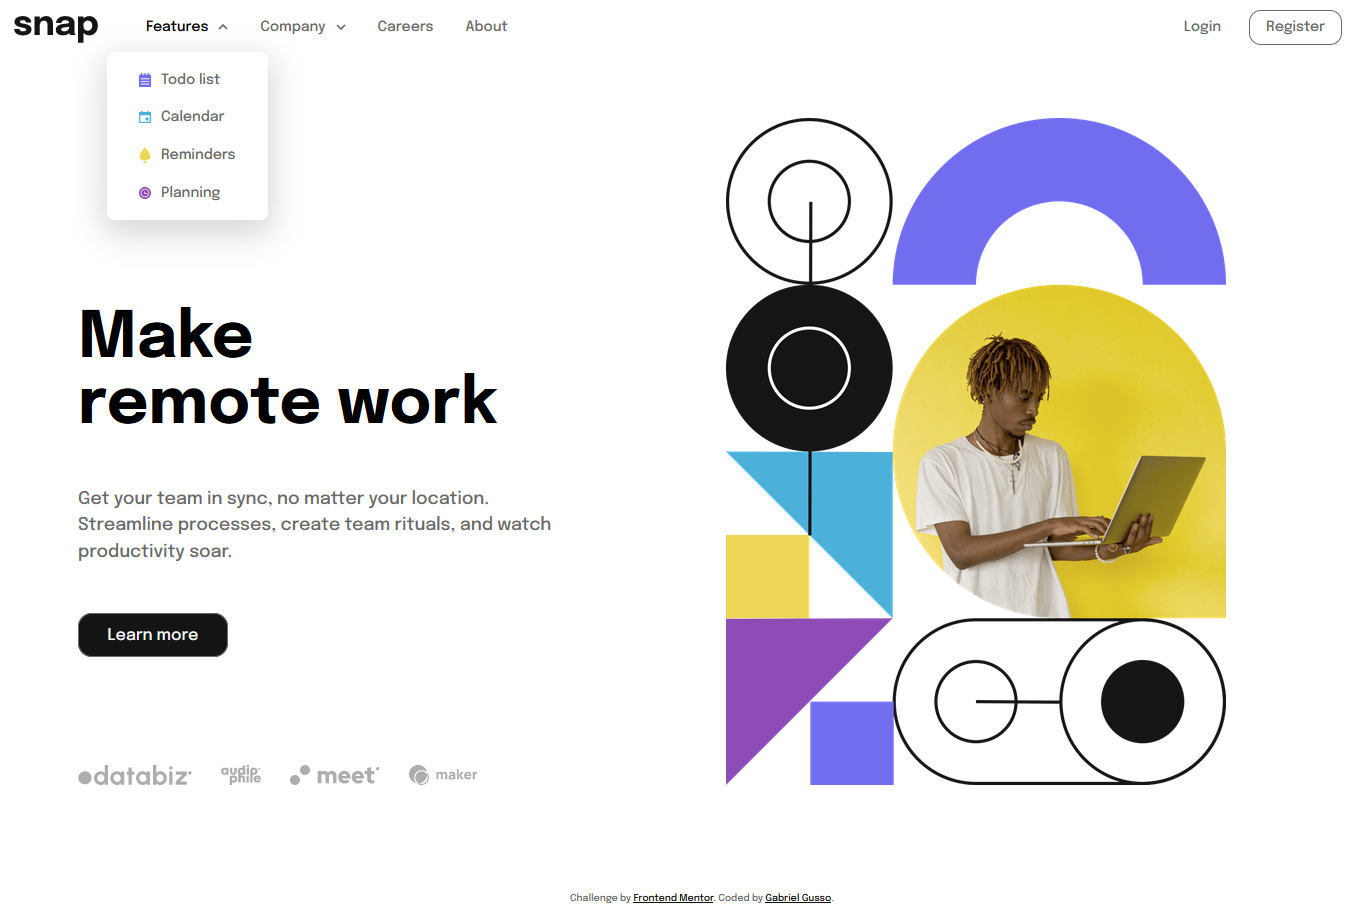 snap Features Company Careers About Login Register
Todo list
Calendar
Reminders
Planning
Make
remote work
Get your team in sync, no matter your location.
Streamline processes, create team rituals, and watch
productivity soar.
Learn more
databiz audiophile meet maker
Challenge by Frontend Mentor. Coded by Gabriel Gusso.